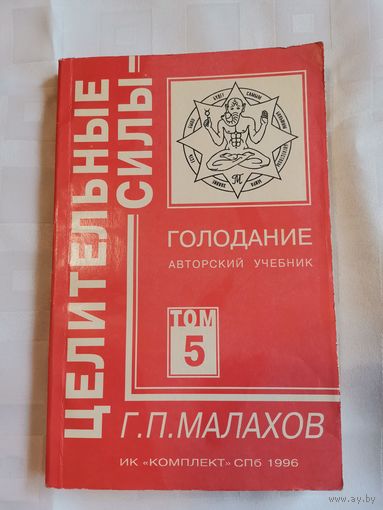 ЦЕЛИТЕЛЬНЫЕ
СИЛЫ
ГОЛОДАНИЕ
АВТОРСКИЙ УЧЕБНИК
ТОМ
5
Г.П.МАЛАХОВ
ИК «КОМПЛЕКТ» СПб 1996
ay.by